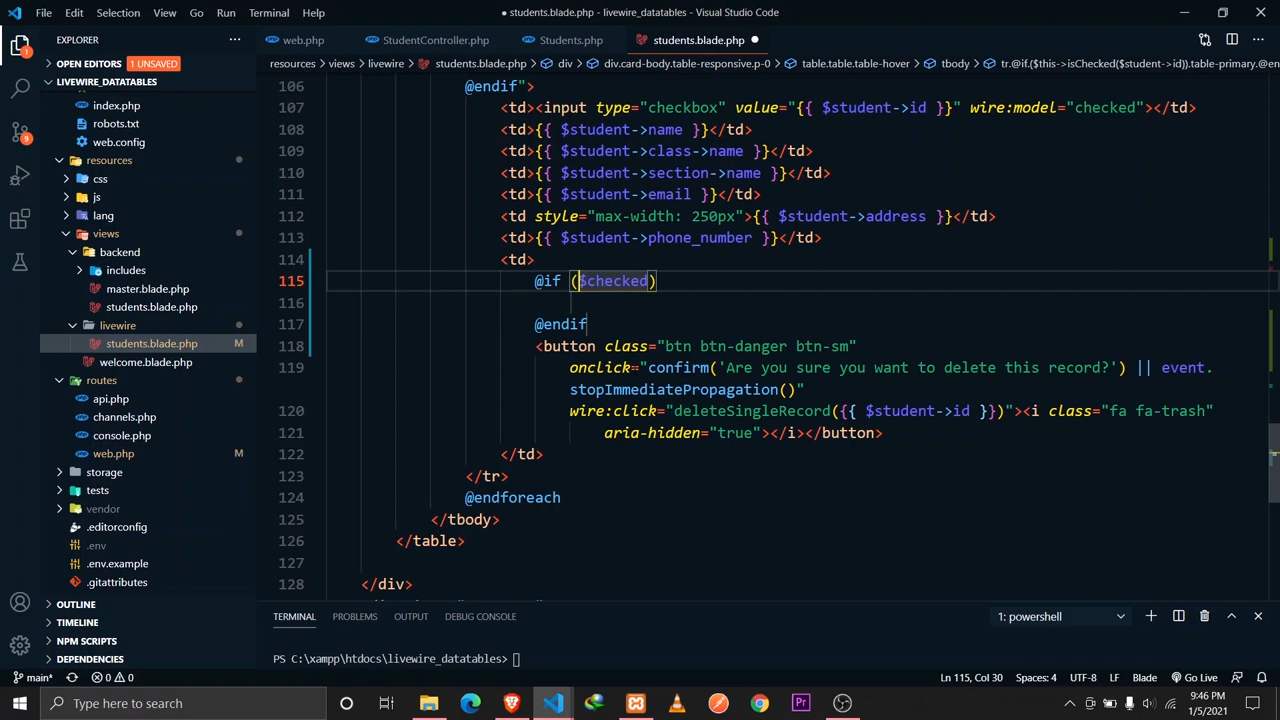 File Edit Selection View Go Run Terminal Help
● students.blade.php - livewire_datatables - Visual Studio Code
EXPLORER
web.php
StudentController.php
Students.php
students.blade.php
OPEN EDITORS 1 UNSAVED
resources > views > livewire > students.blade.php > div > div.card-body.table-responsive.p-0 > table.table.table-hover > tbody > tr.@if.($this->isChecked($student->id)).table-primary.@en
LIVEWIRE_DATATABLES
index.php
robots.txt
web.config
resources
css
js
lang
views
backend
includes
master.blade.php
students.blade.php
livewire
students.blade.php M
welcome.blade.php
routes
api.php
channels.php
console.php
web.php M
storage
tests
vendor
.editorconfig
.env
.env.example
.gitattributes
OUTLINE
TIMELINE
NPM SCRIPTS
DEPENDENCIES
1
9
106 @endif">
107 <td><input type="checkbox" value="{{ $student->id }}" wire:model="checked"></td>
108 <td>{{ $student->name }}</td>
109 <td>{{ $student->class->name }}</td>
110 <td>{{ $student->section->name }}</td>
111 <td>{{ $student->email }}</td>
112 <td style="max-width: 250px">{{ $student->address }}</td>
113 <td>{{ $student->phone_number }}</td>
114 <td>
115 @if ($checked)
116
117 @endif
118 <button class="btn btn-danger btn-sm"
119 onclick="confirm('Are you sure you want to delete this record?') || event.
stopImmediatePropagation()"
120 wire:click="deleteSingleRecord({{ $student->id }})"><i class="fa fa-trash"
121 aria-hidden="true"></i></button>
122 </td>
123 </tr>
124 @endforeach
125 </tbody>
126 </table>
127
128 </div>
TERMINAL PROBLEMS OUTPUT DEBUG CONSOLE
1: powershell
PS C:\xampp\htdocs\livewire_datatables>
main* 0 0
Ln 115, Col 30 Spaces: 4 UTF-8 LF Blade Go Live
Type here to search
9:46 PM
1/5/2021